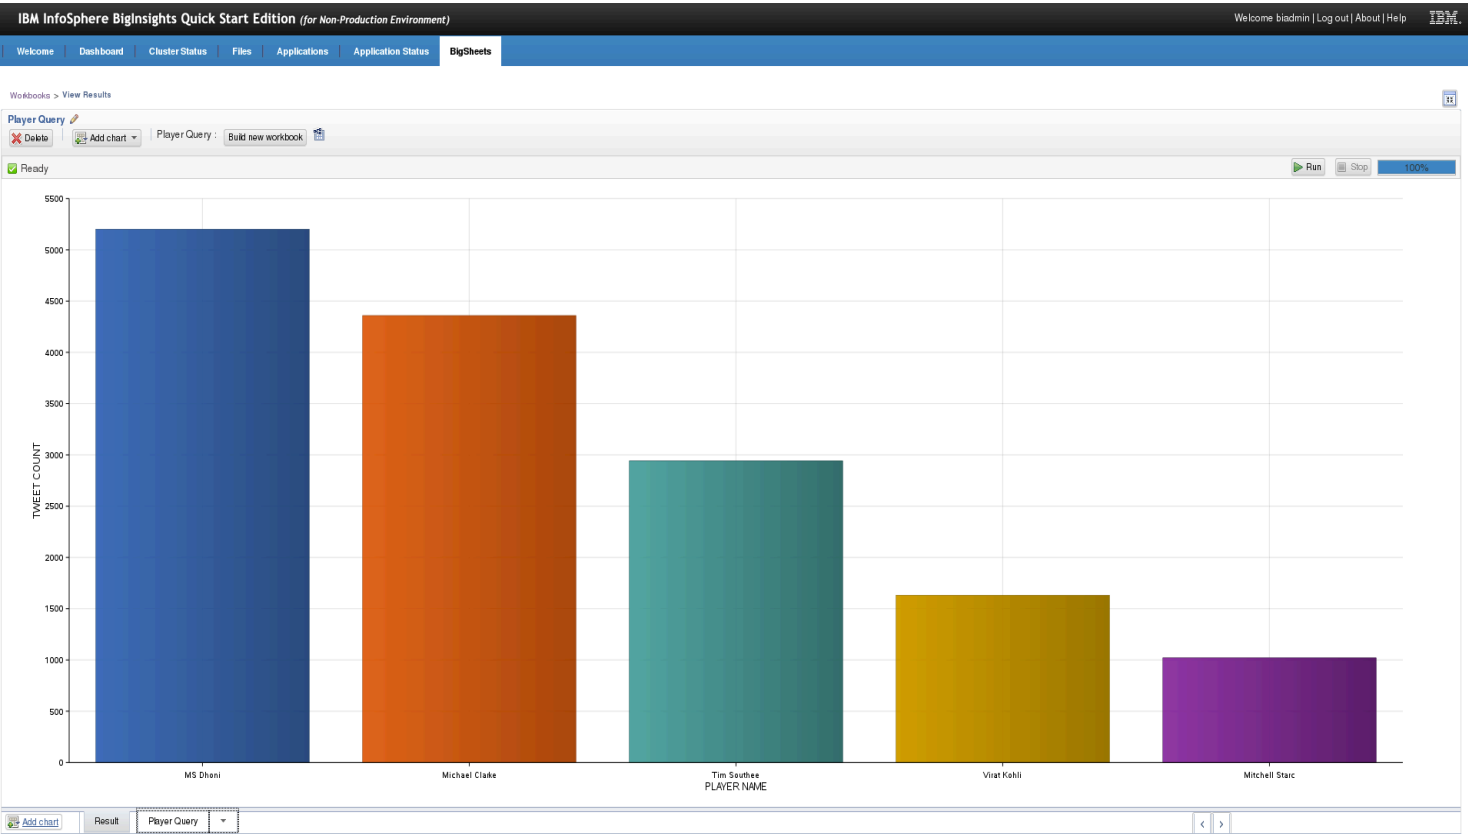 IBM InfoSphere BigInsights Quick Start Edition (for Non-Production Environment)
Welcome biadmin | Log out | About | Help
IBM.
Welcome Dashboard Cluster Status Files Applications Application Status BigSheets
Workbooks > View Results
Player Query
Delete Add chart Player Query : Build new workbook
Ready
Run Stop 100%
5500
5000
4500
4000
3500
3000
2500
2000
1500
1000
500
0
TWEET COUNT
MS Dhoni Michael Clarke Tim Southee Virat Kohli Mitchell Starc
PLAYER NAME
Add chart Result Player Query < >